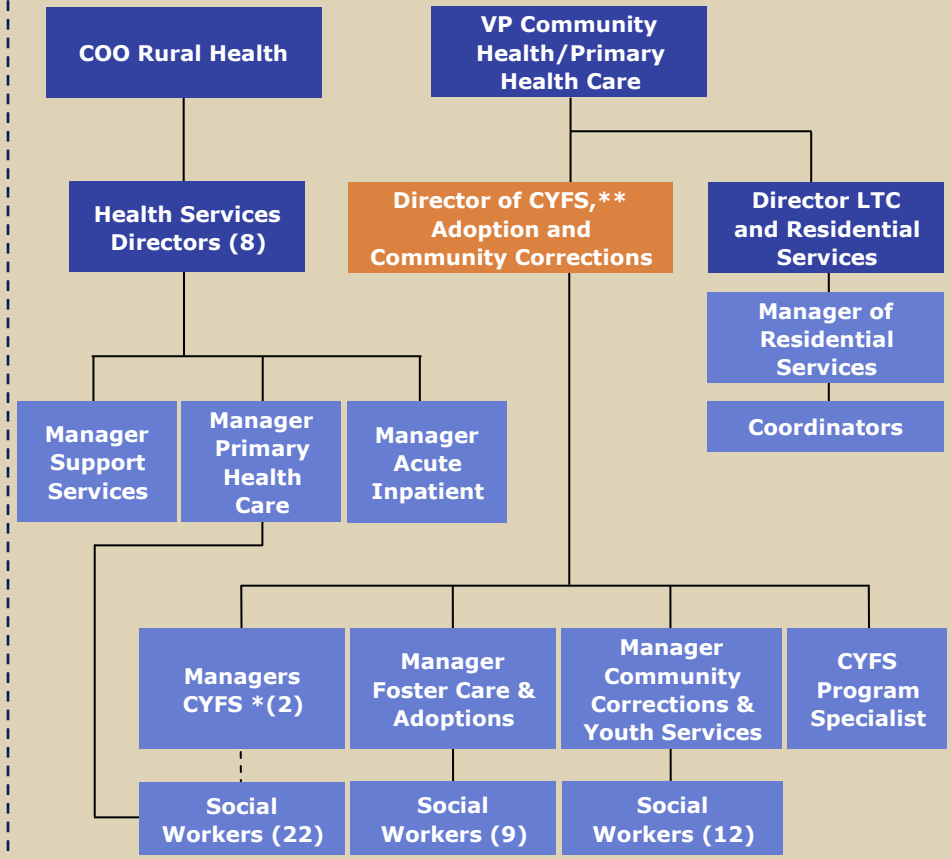 COO Rural Health
VP Community
Health/Primary
Health Care
Health Services
Directors (8)
Director of CYFS,**
Adoption and
Community Corrections
Director LTC
and Residential
Services
Manager of
Residential
Services
Coordinators
Manager
Support
Services
Manager
Primary
Health
Care
Manager
Acute
Inpatient
Managers
CYFS *(2)
Manager
Foster Care &
Adoptions
Manager
Community
Corrections &
Youth Services
CYFS
Program
Specialist
Social
Workers (22)
Social
Workers (9)
Social
Workers (12)